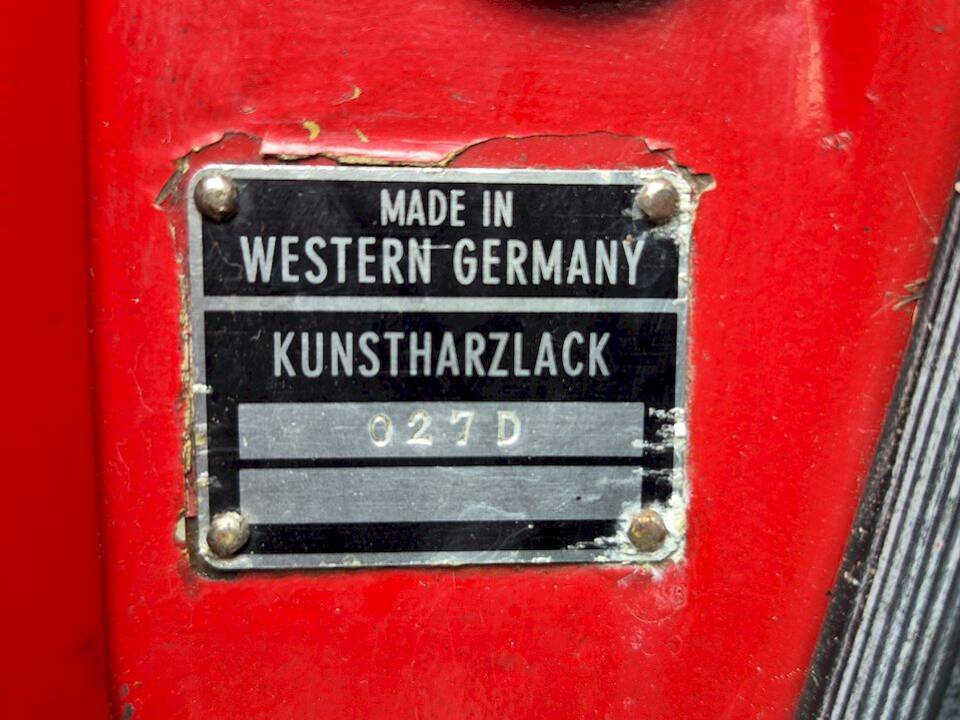 MADE IN
WESTERN GERMANY
KUNSTHARZLACK
027D